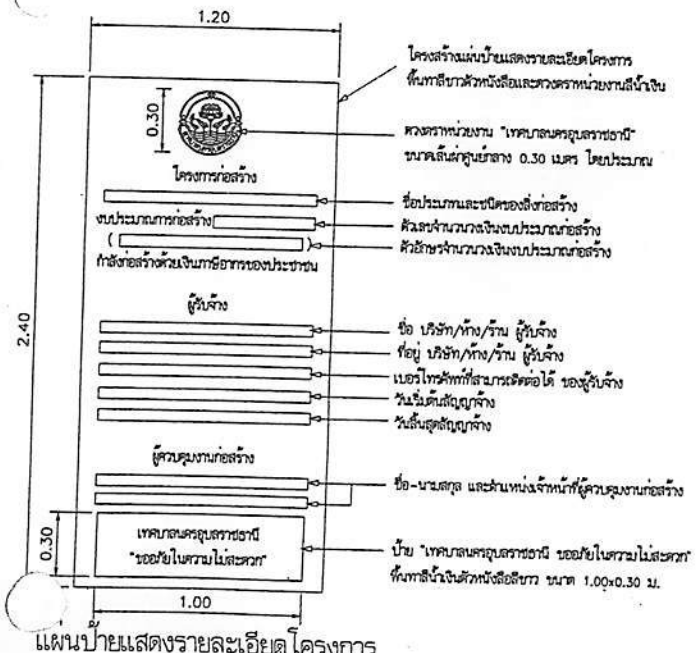 1.20
2.40
0.30
โครงการก่อสร้าง
งบประมาณการก่อสร้าง
(
)
กำลังก่อสร้างด้วยเงินภาษีอากรของประชาชน
ผู้รับจ้าง
ผู้ควบคุมงานก่อสร้าง
0.30
เทศบาลนครอุบลราชธานี
"ขออภัยในความไม่สะดวก"
1.00
โครงสร้างแผ่นป้ายแสดงรายละเอียดโครงการ
พื้นทาสีขาวตัวหนังสือและดวงตราหน่วยงานสีน้ำเงิน
ดวงตราหน่วยงาน "เทศบาลนครอุบลราชธานี"
ขนาดเส้นผ่าศูนย์กลาง 0.30 เมตร โดยประมาณ
ชื่อประเภทและชนิดของสิ่งก่อสร้าง
ตัวเลขจำนวนวงเงินงบประมาณก่อสร้าง
ตัวอักษรจำนวนวงเงินงบประมาณก่อสร้าง
ชื่อ บริษัท/ห้าง/ร้าน ผู้รับจ้าง
ที่อยู่ บริษัท/ห้าง/ร้าน ผู้รับจ้าง
เบอร์โทรศัพท์ที่สามารถติดต่อได้ ของผู้รับจ้าง
วันเริ่มต้นสัญญาจ้าง
วันสิ้นสุดสัญญาจ้าง
ชื่อ-นามสกุล และตำแหน่งเจ้าหน้าที่ผู้ควบคุมงานก่อสร้าง
ป้าย "เทศบาลนครอุบลราชธานี ขออภัยในความไม่สะดวก"
พื้นทาสีน้ำเงินตัวหนังสือสีขาว ขนาด 1.00x0.30 ม.
แผ่นป้ายแสดงรายละเอียดโครงการ